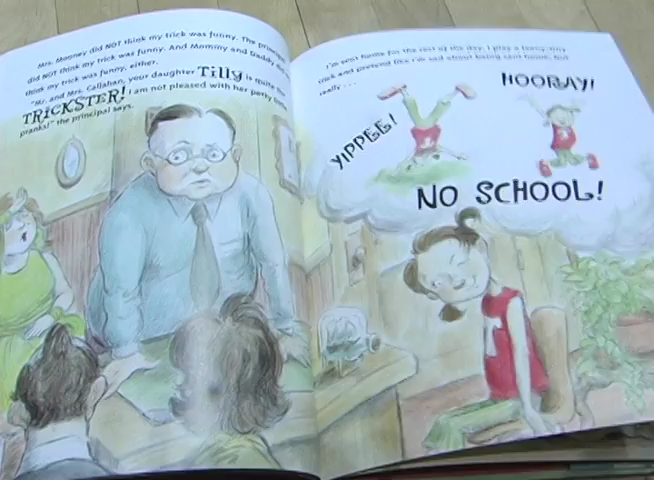 Mrs. Mooney did NOT think my trick was funny. The principal
did NOT think my trick was funny. And Mommy and Daddy did
think my trick was funny, either.
"Mr. and Mrs. Callahan, your daughter Tilly is quite the
TRICKSTER! I am not pleased with her petty
pranks!" the principal says.
I'm sent home for the rest of the day. I play a teeny-tiny
trick and pretend like I'm sad about being sent home, but
really . . .
YIPPEE!
HOORAY!
NO SCHOOL!
T